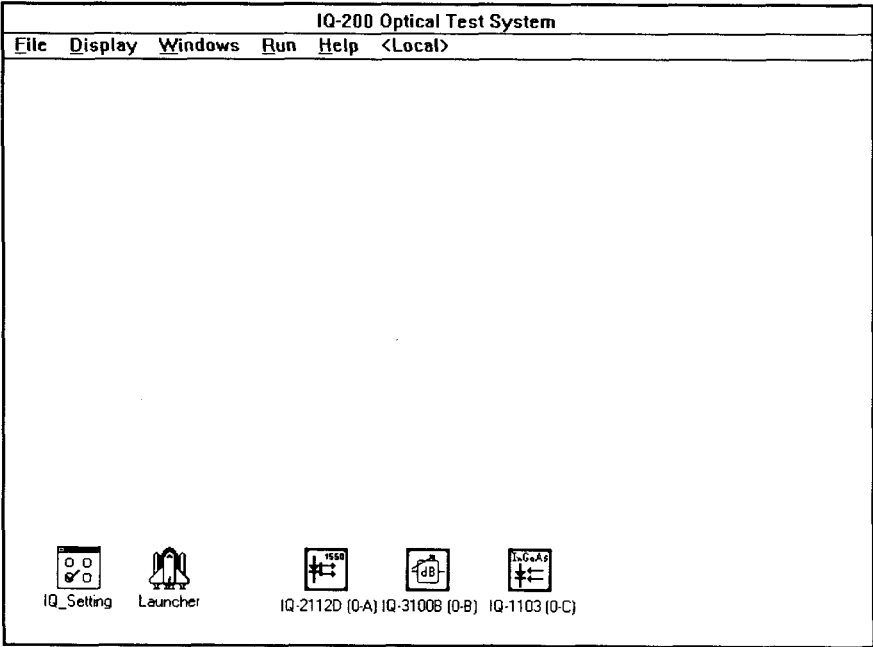 IQ-200 Optical Test System
File Display Windows Run Help <Local>
1550
dB
InGaAs
IQ_Setting Launcher IQ-2112D (0-A) IQ-3100B (0-B) IQ-1103 (0-C)